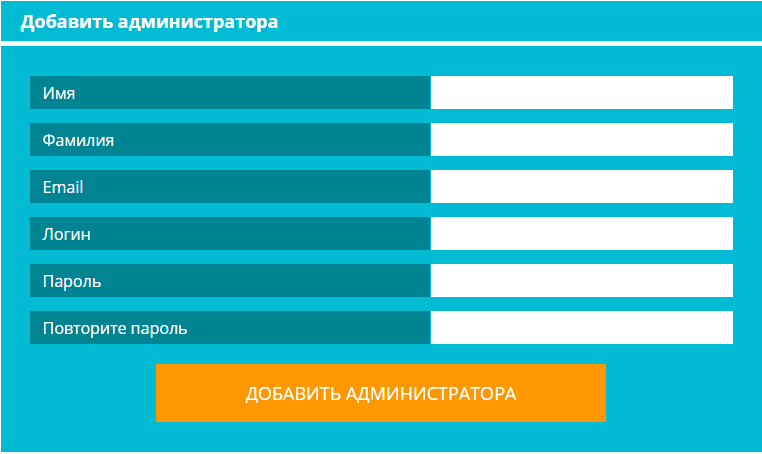 Добавить администратора
Имя
Фамилия
Email
Логин
Пароль
Повторите пароль
ДОБАВИТЬ АДМИНИСТРАТОРА